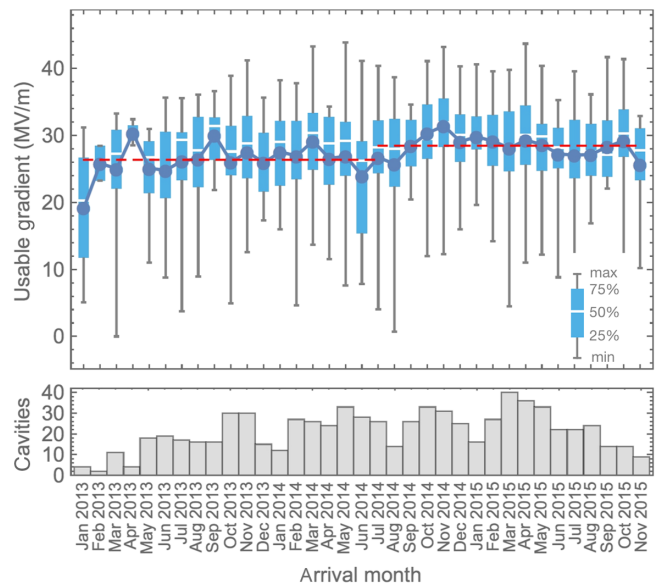 40
30
20
10
0
Usable gradient (MV/m)
max
75%
50%
25%
min
40
30
20
10
0
Cavities
Jan 2013
Feb 2013
Mar 2013
Apr 2013
May 2013
Jun 2013
Jul 2013
Aug 2013
Sep 2013
Oct 2013
Nov 2013
Dec 2013
Jan 2014
Feb 2014
Mar 2014
Apr 2014
May 2014
Jun 2014
Jul 2014
Aug 2014
Sep 2014
Oct 2014
Nov 2014
Dec 2014
Jan 2015
Feb 2015
Mar 2015
Apr 2015
May 2015
Jun 2015
Jul 2015
Aug 2015
Sep 2015
Oct 2015
Nov 2015
Arrival month